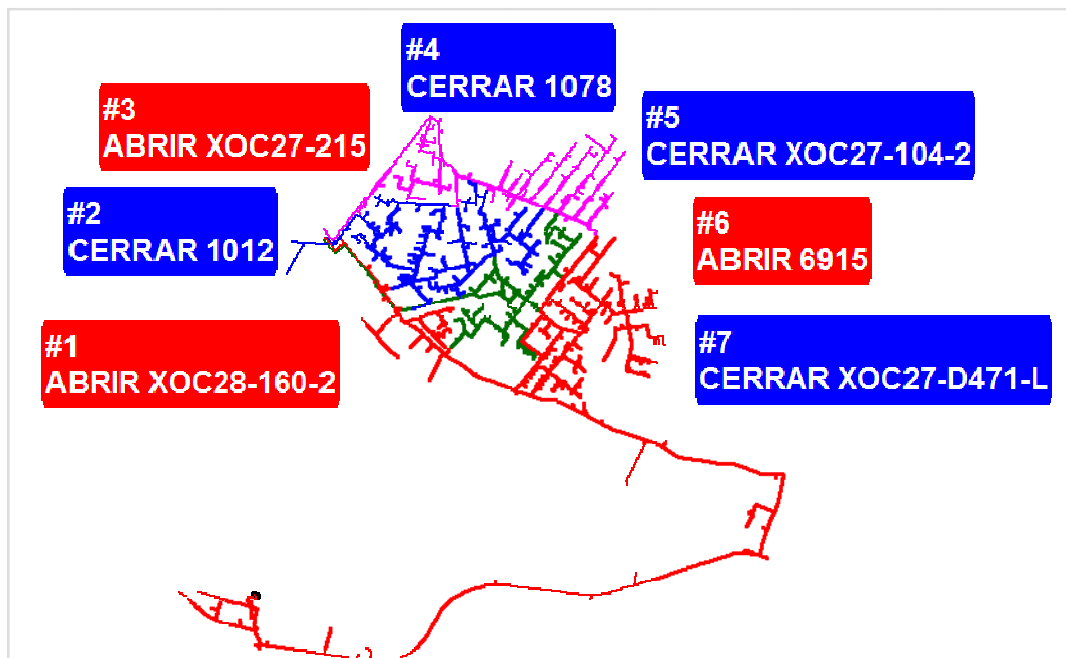 #1
ABRIR XOC28-160-2
#2
CERRAR 1012
#3
ABRIR XOC27-215
#4
CERRAR 1078
#5
CERRAR XOC27-104-2
#6
ABRIR 6915
#7
CERRAR XOC27-D471-L